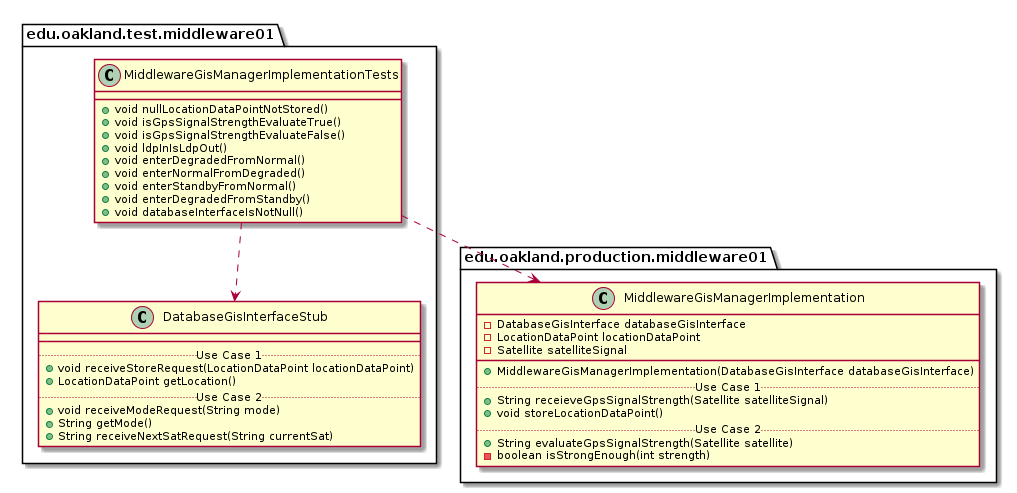 edu.oakland.test.middleware01
C MiddlewareGisManagerImplementationTests
void nullLocationDataPointNotStored()
void isGpsSignalStrengthEvaluateTrue()
void isGpsSignalStrengthEvaluateFalse()
void ldpInIsLdpOut()
void enterDegradedFromNormal()
void enterNormalFromDegraded()
void enterStandbyFromNormal()
void enterDegradedFromStandby()
void databaseInterfaceIsNotNull()
C DatabaseGisInterfaceStub
Use Case 1
void receiveStoreRequest(LocationDataPoint locationDataPoint)
LocationDataPoint getLocation()
Use Case 2
void receiveModeRequest(String mode)
String getMode()
String receiveNextSatRequest(String currentSat)
edu.oakland.production.middleware01
C MiddlewareGisManagerImplementation
DatabaseGisInterface databaseGisInterface
LocationDataPoint locationDataPoint
Satellite satelliteSignal
MiddlewareGisManagerImplementation(DatabaseGisInterface databaseGisInterface)
Use Case 1
String receieveGpsSignalStrength(Satellite satelliteSignal)
void storeLocationDataPoint()
Use Case 2
String evaluateGpsSignalStrength(Satellite satellite)
boolean isStrongEnough(int strength)